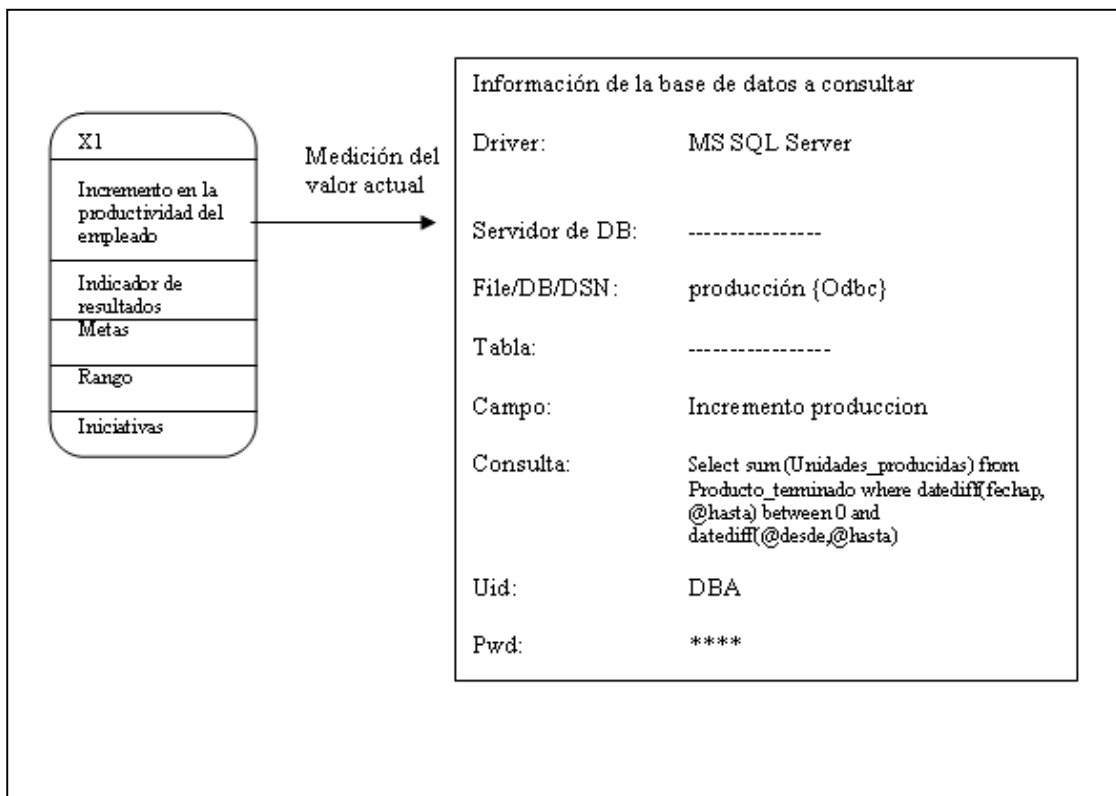 X1
Incremento en la
productividad del
empleado
Indicador de
resultados
Metas
Rango
Iniciativas
Medición del
valor actual
Información de la base de datos a consultar
Driver: MS SQL Server
Servidor de DB: ----------------
File/DB/DSN: producción {Odbc}
Tabla: -----------------
Campo: Incremento produccion
Consulta: Select sum (Unidades_producidas) from
Producto_terminado where datediff(fechap,
@hasta) between 0 and
datediff(@desde,@hasta)
Uid: DBA
Pwd: ****